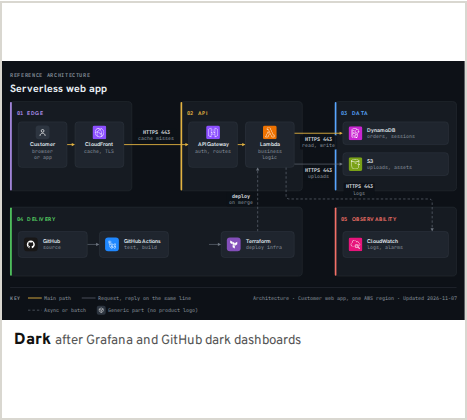 REFERENCE ARCHITECTURE
Serverless web app
01 EDGE
02 API
03 DATA
Customer
browser
or app
CloudFront
cache, TLS
HTTPS 443
cache misses
API Gateway
auth, routes
Lambda
business
logic
HTTPS 443
read, write
DynamoDB
orders, sessions
HTTPS 443
uploads
S3
uploads, assets
HTTPS 443
logs
deploy
on merge
04 DELIVERY
05 OBSERVABILITY
GitHub
source
GitHub Actions
test, build
Terraform
deploy infra
CloudWatch
logs, alarms
KEY
Main path
Request, reply on the same line
Architecture · Customer web app, one AWS region · Updated 2026-11-07
Async or batch
Generic part (no product logo)
Dark after Grafana and GitHub dark dashboards